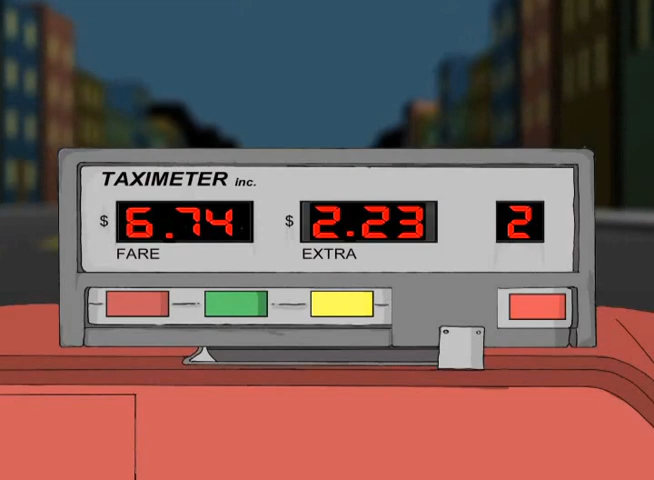 TAXIMETER inc.
$ 6.74 $ 2.23 2
FARE EXTRA